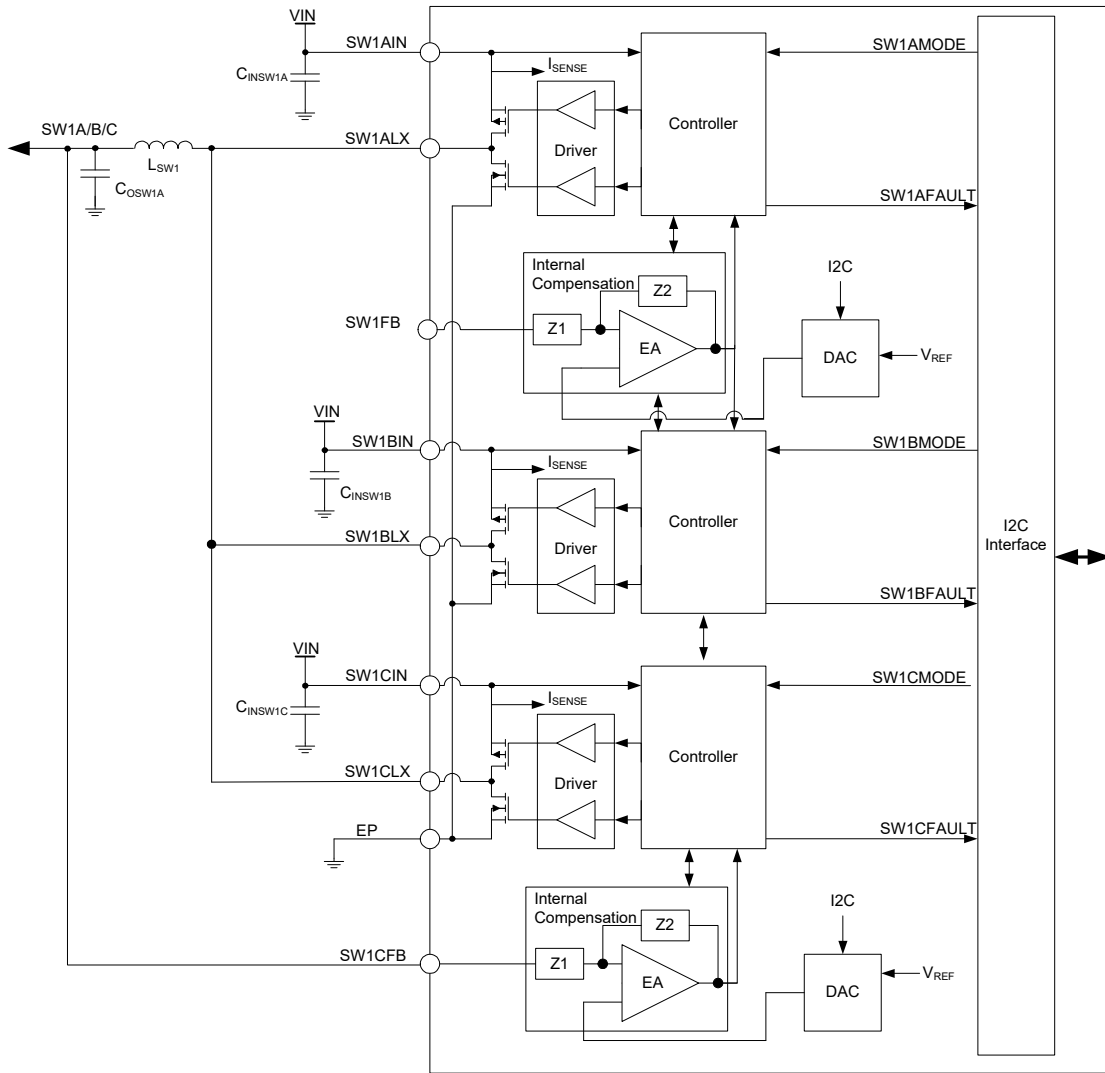 VIN
SW1AIN
CINSW1A
ISENSE
SW1AMODE
Controller
SW1A/B/C
LSW1
COSW1A
SW1ALX
Driver
SW1AFAULT
Internal
Compensation
Z2
I2C
SW1FB
Z1
EA
DAC
VREF
VIN
SW1BIN
CINSW1B
ISENSE
SW1BMODE
Controller
SW1BLX
Driver
I2C
Interface
SW1BFAULT
VIN
SW1CIN
CINSW1C
ISENSE
SW1CMODE
Controller
SW1CLX
Driver
EP
SW1CFAULT
Internal
Compensation
Z2
I2C
SW1CFB
Z1
EA
DAC
VREF